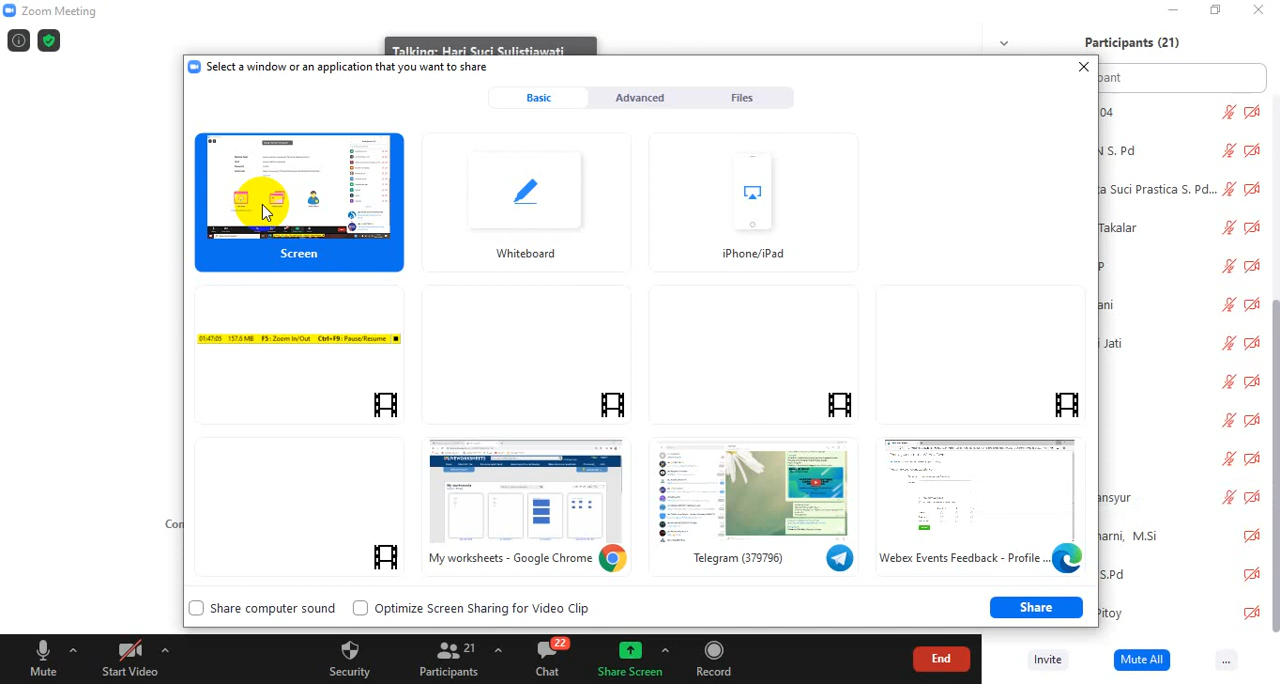 Zoom Meeting
Talking: Hari Suci Sulistiawati
Participants (21)
Select a window or an application that you want to share
Basic
Advanced
Files
Screen
Whiteboard
iPhone/iPad
01:47:05 157.6 MB F5: Zoom In/Out Ctrl+F9: Pause/Resume
My worksheets - Google Chrome
Telegram (379796)
Webex Events Feedback - Profile ...
Share computer sound
Optimize Screen Sharing for Video Clip
Share
pant
04
S. Pd
a Suci Prastica S. Pd...
Takalar
P
ani
i Jati
ansyur
arni, M.Si
S.Pd
Pitoy
Mute
Start Video
Security
21
Participants
22
Chat
Share Screen
Record
End
Invite
Mute All
...